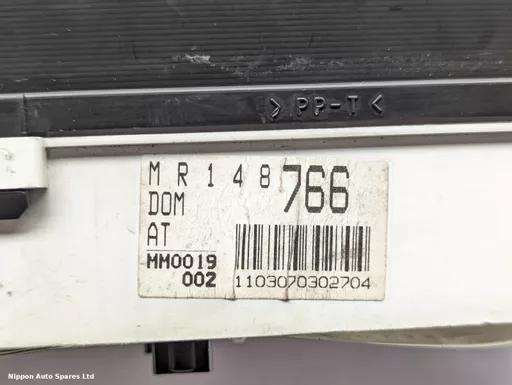 >PP-T<
MR148766
DOM
AT
MM0019
002
1103070302704
Nippon Auto Spares Ltd